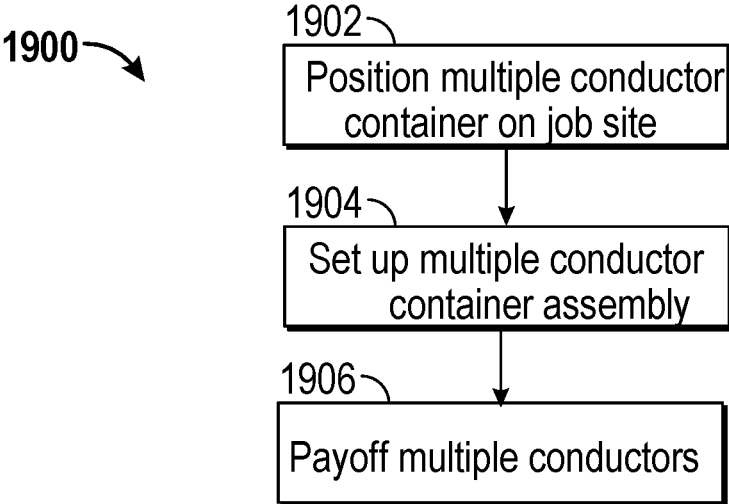 1902
1900
Position multiple conductor
container on job site
1904
Set up multiple conductor
container assembly
1906
Payoff multiple conductors